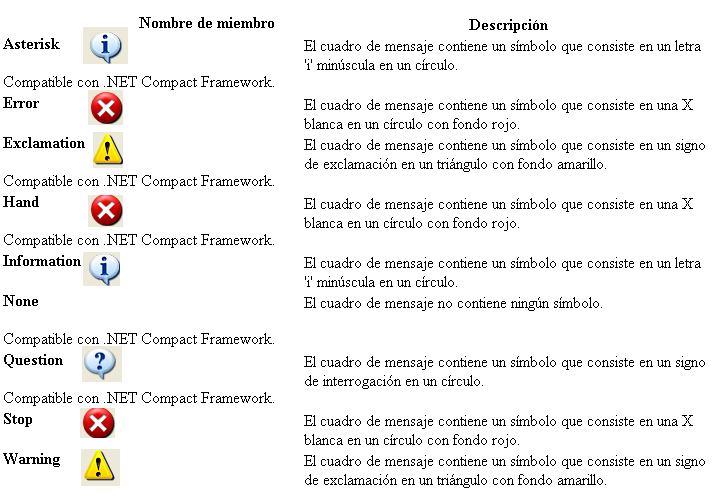 Nombre de miembro Descripción
Asterisk El cuadro de mensaje contiene un símbolo que consiste en un letra
'i' minúscula en un círculo.
Compatible con .NET Compact Framework.
Error El cuadro de mensaje contiene un símbolo que consiste en una X
blanca en un círculo con fondo rojo.
Exclamation El cuadro de mensaje contiene un símbolo que consiste en un signo
de exclamación en un triángulo con fondo amarillo.
Compatible con .NET Compact Framework.
Hand El cuadro de mensaje contiene un símbolo que consiste en una X
blanca en un círculo con fondo rojo.
Compatible con .NET Compact Framework.
Information El cuadro de mensaje contiene un símbolo que consiste en un letra
'i' minúscula en un círculo.
None El cuadro de mensaje no contiene ningún símbolo.
Compatible con .NET Compact Framework.
Question El cuadro de mensaje contiene un símbolo que consiste en un signo
de interrogación en un círculo.
Compatible con .NET Compact Framework.
Stop El cuadro de mensaje contiene un símbolo que consiste en una X
blanca en un círculo con fondo rojo.
Warning El cuadro de mensaje contiene un símbolo que consiste en un signo
de exclamación en un triángulo con fondo amarillo.